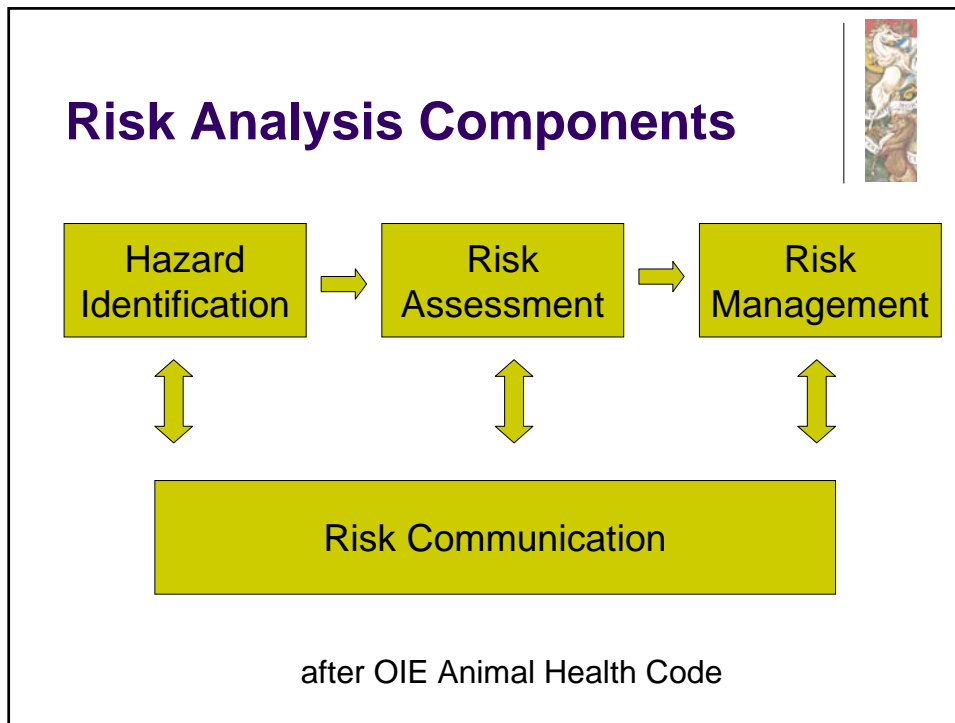 Risk Analysis Components
Hazard
Identification
Risk
Assessment
Risk
Management
Risk Communication
after OIE Animal Health Code